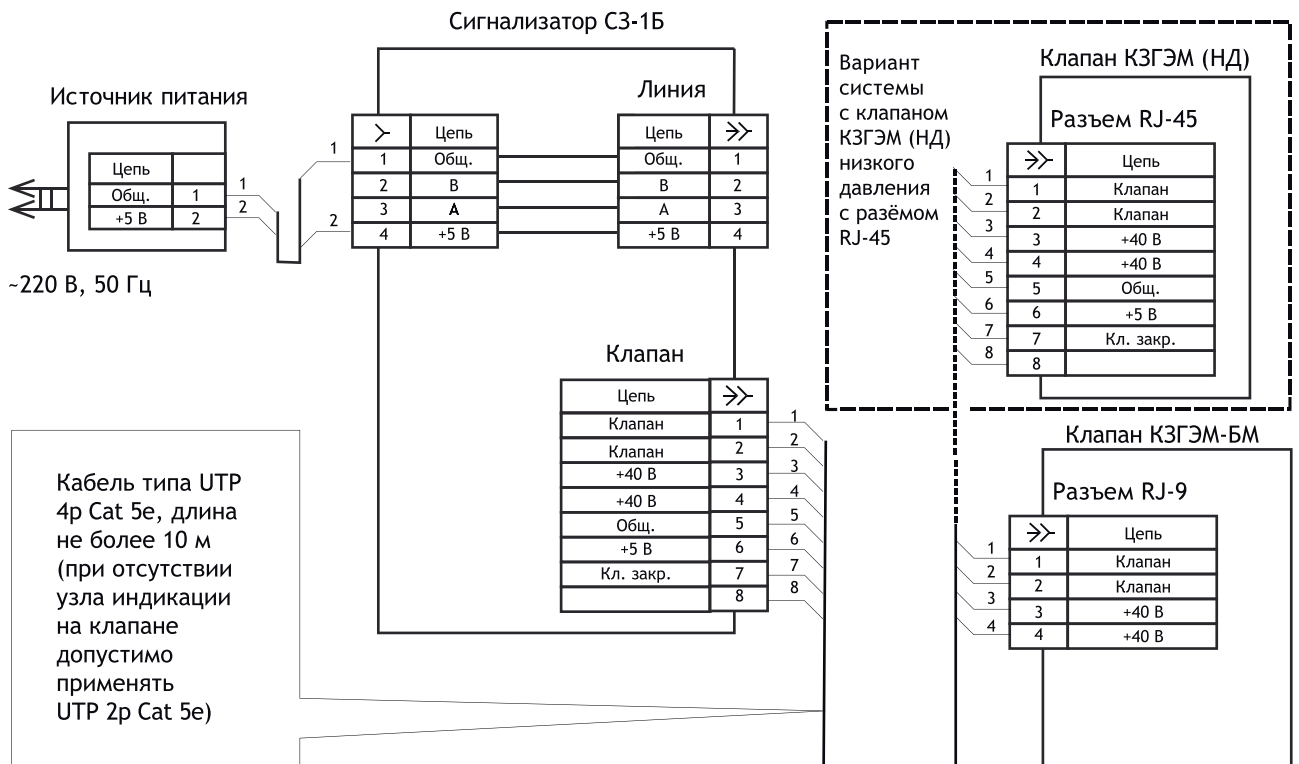 Сигнализатор СЗ-1Б
Источник питания
Цепь
Общ. 1
+5 В 2
1
2
~220 В, 50 Гц
1
2
Цепь
1 Общ.
2 В
3 А
4 +5 В
Линия
Цепь
Общ. 1
В 2
А 3
+5 В 4
Клапан
Цепь
Клапан 1
Клапан 2
+40 В 3
+40 В 4
Общ. 5
+5 В 6
Кл. закр. 7
8
1
2
3
4
5
6
7
8
Вариант
системы
с клапаном
КЗГЭМ (НД)
низкого
давления
с разёмом
RJ-45
Клапан КЗГЭМ (НД)
Разъем RJ-45
Цепь
1 1 Клапан
2 2 Клапан
3 3 +40 В
4 4 +40 В
5 5 Общ.
6 6 +5 В
7 7 Кл. закр.
8 8
Клапан КЗГЭМ-БМ
Разъем RJ-9
Цепь
1 1 Клапан
2 2 Клапан
3 3 +40 В
4 4 +40 В
Кабель типа UTP
4p Cat 5e, длина
не более 10 м
(при отсутствии
узла индикации
на клапане
допустимо
применять
UTP 2p Cat 5e)